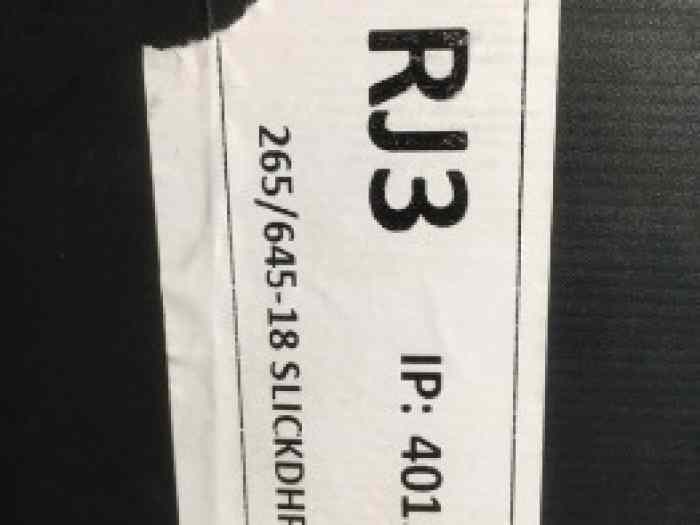 RJ3 IP: 401
265/645-18 SLICKDHF